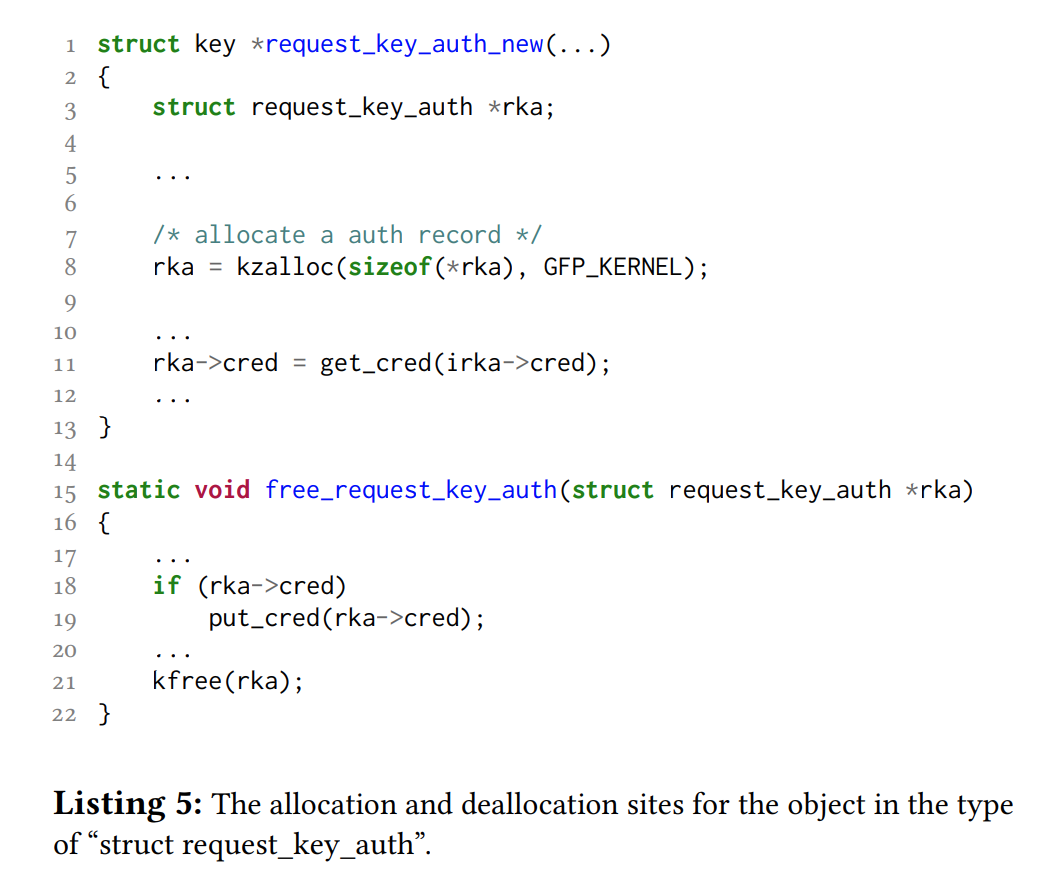 1 struct key *request_key_auth_new(...)
2 {
3     struct request_key_auth *rka;
4
5     ...
6
7     /* allocate a auth record */
8     rka = kzalloc(sizeof(*rka), GFP_KERNEL);
9
10     ...
11     rka->cred = get_cred(irka->cred);
12     ...
13 }
14
15 static void free_request_key_auth(struct request_key_auth *rka)
16 {
17     ...
18     if (rka->cred)
19         put_cred(rka->cred);
20     ...
21     kfree(rka);
22 }
Listing 5: The allocation and deallocation sites for the object in the type
of “struct request_key_auth”.